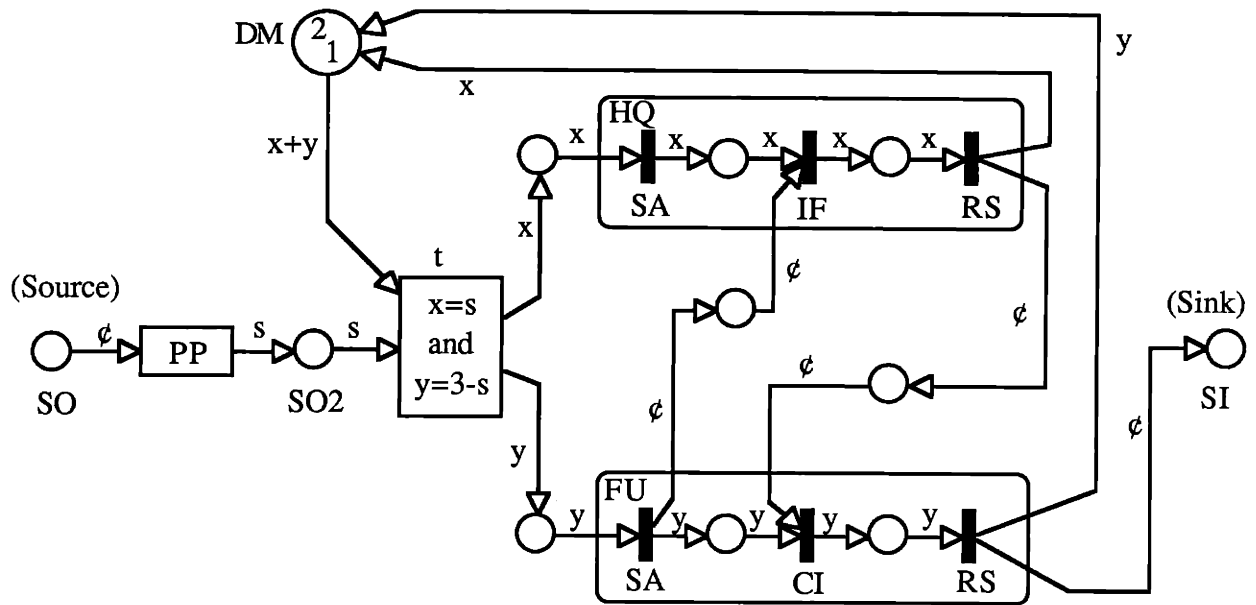 DM
2
1
y
x
x+y
HQ
x
x
x
x
x
SA
IF
RS
x
t
¢
(Source)
(Sink)
x=s
and
y=3-s
¢
PP
s
s
¢
SO
SO2
¢
SI
¢
¢
y
FU
y
y
y
y
y
SA
CI
RS